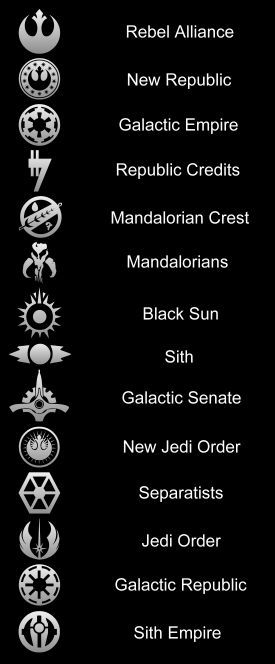 Rebel Alliance
New Republic
Galactic Empire
Republic Credits
Mandalorian Crest
Mandalorians
Black Sun
Sith
Galactic Senate
New Jedi Order
Separatists
Jedi Order
Galactic Republic
Sith Empire